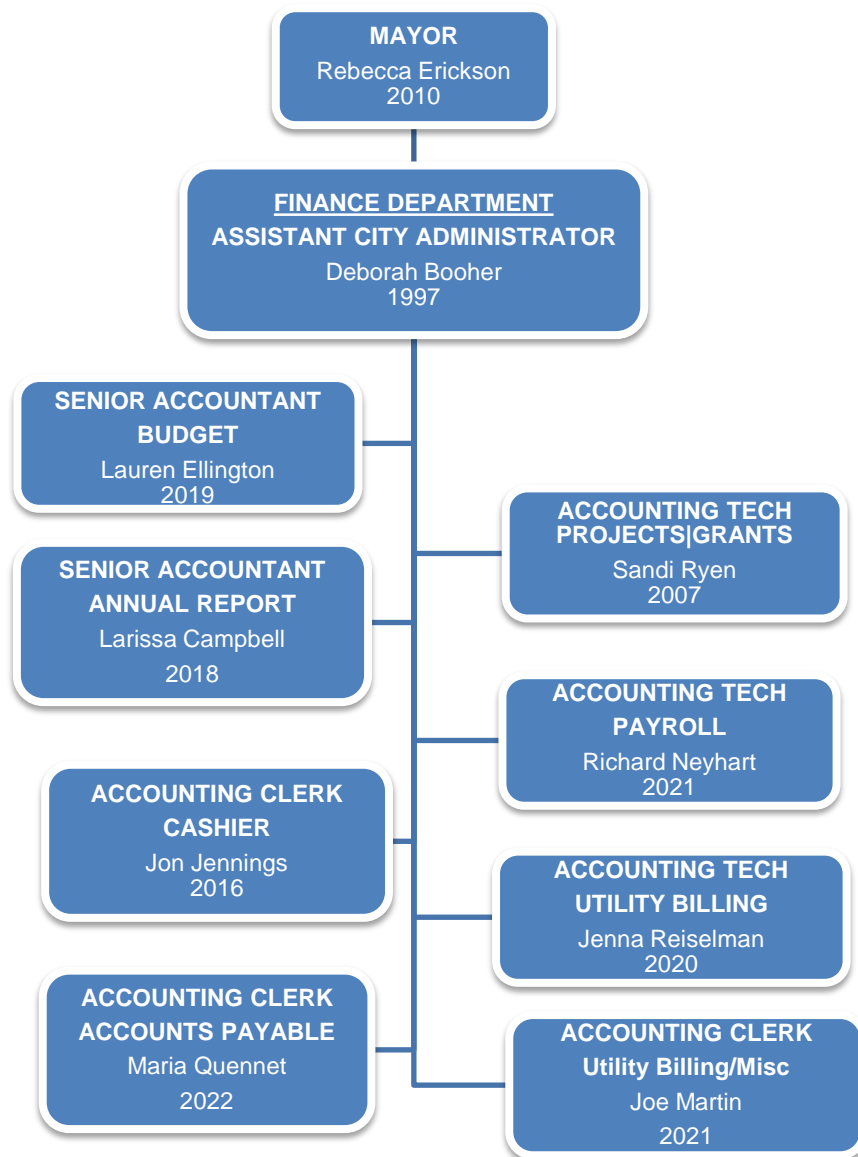 MAYOR
Rebecca Erickson
2010
FINANCE DEPARTMENT
ASSISTANT CITY ADMINISTRATOR
Deborah Booher
1997
SENIOR ACCOUNTANT
BUDGET
Lauren Ellington
2019
ACCOUNTING TECH
PROJECTS|GRANTS
Sandi Ryen
2007
SENIOR ACCOUNTANT
ANNUAL REPORT
Larissa Campbell
2018
ACCOUNTING TECH
PAYROLL
Richard Neyhart
2021
ACCOUNTING CLERK
CASHIER
Jon Jennings
2016
ACCOUNTING TECH
UTILITY BILLING
Jenna Reiselman
2020
ACCOUNTING CLERK
ACCOUNTS PAYABLE
Maria Quennet
2022
ACCOUNTING CLERK
Utility Billing/Misc
Joe Martin
2021